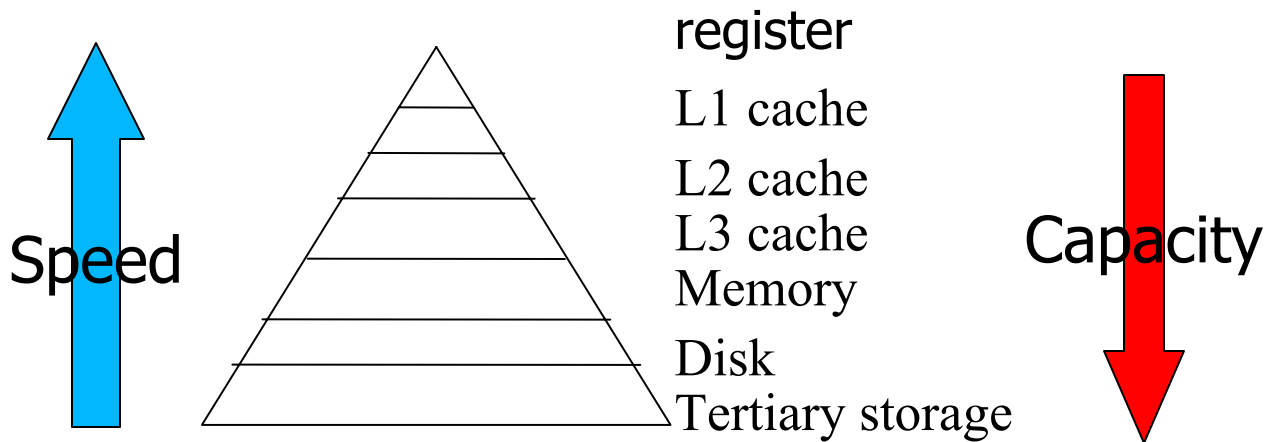 register
L1 cache
L2 cache
L3 cache
Speed
Capacity
Memory
Disk
Tertiary storage